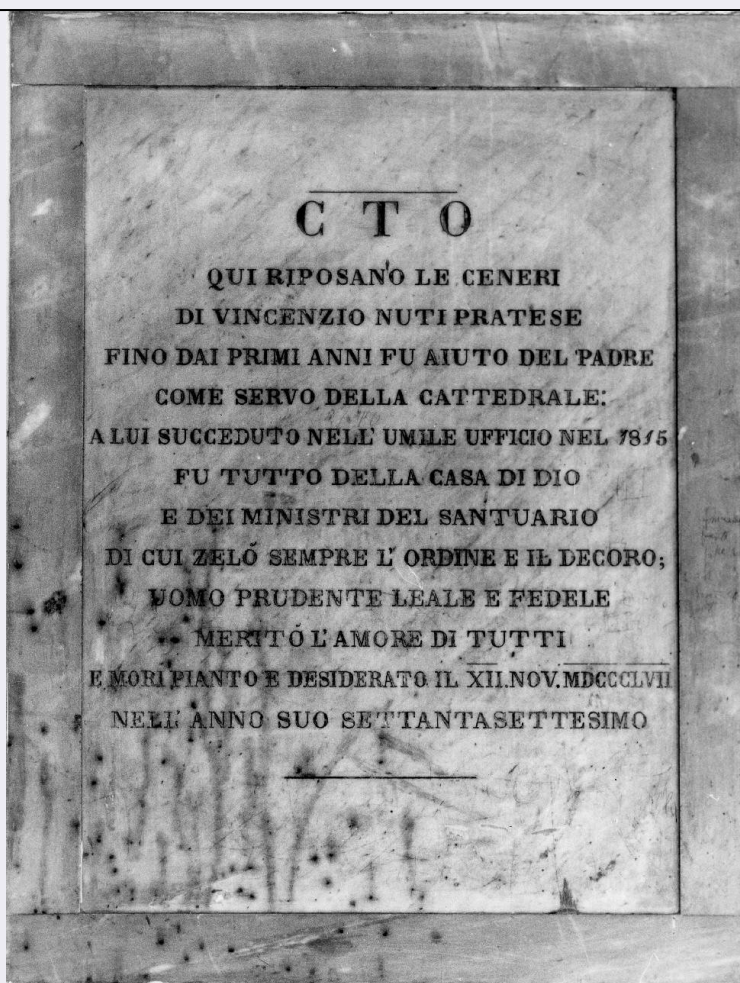 C T O
QUI RIPOSANO LE CENERI
DI VINCENZIO NUTI PRATESE
FINO DAI PRIMI ANNI FU AIUTO DEL PADRE
COME SERVO DELLA CATTEDRALE:
A LUI SUCCEDUTO NELL' UMILE UFFICIO NEL 1815
FU TUTTO DELLA CASA DI DIO
E DEI MINISTRI DEL SANTUARIO
DI CUI ZELÓ SEMPRE L' ORDINE E IL DECORO;
UOMO PRUDENTE LEALE E FEDELE
MERITÓ L'AMORE DI TUTTI
E MORÌ PIANTO E DESIDERATO IL XII.NOV.MDCCCLVII
NELL' ANNO SUO SETTANTASETTESIMO